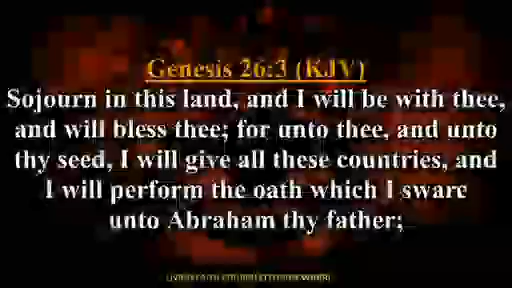 Genesis 26:3 (KJV)
Sojourn in this land, and I will be with thee,
and will bless thee; for unto thee, and unto
thy seed, I will give all these countries, and
I will perform the oath which I sware
unto Abraham thy father;